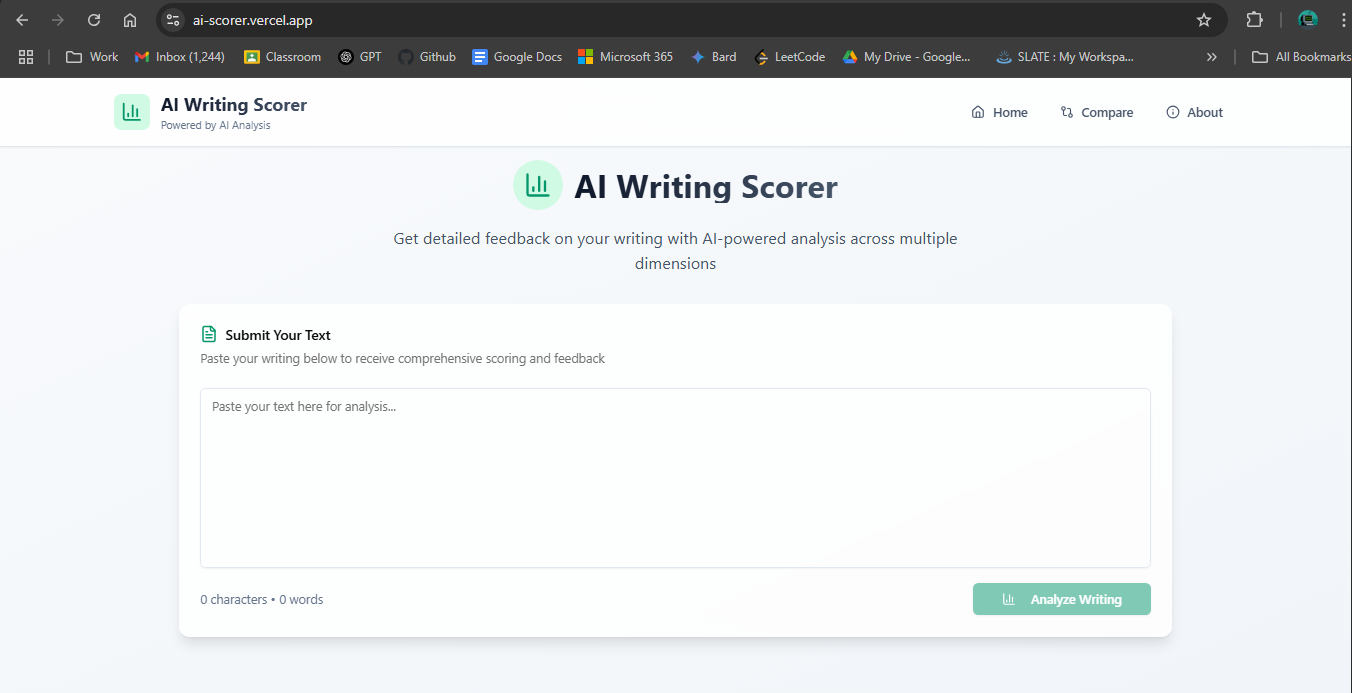 ai-scorer.vercel.app
Work Inbox (1,244) Classroom GPT Github Google Docs Microsoft 365 Bard LeetCode My Drive - Google... SLATE : My Workspa... » All Bookmarks
AI Writing Scorer
Powered by AI Analysis
Home Compare About
AI Writing Scorer
Get detailed feedback on your writing with AI-powered analysis across multiple
dimensions
Submit Your Text
Paste your writing below to receive comprehensive scoring and feedback
Paste your text here for analysis...
0 characters • 0 words
Analyze Writing